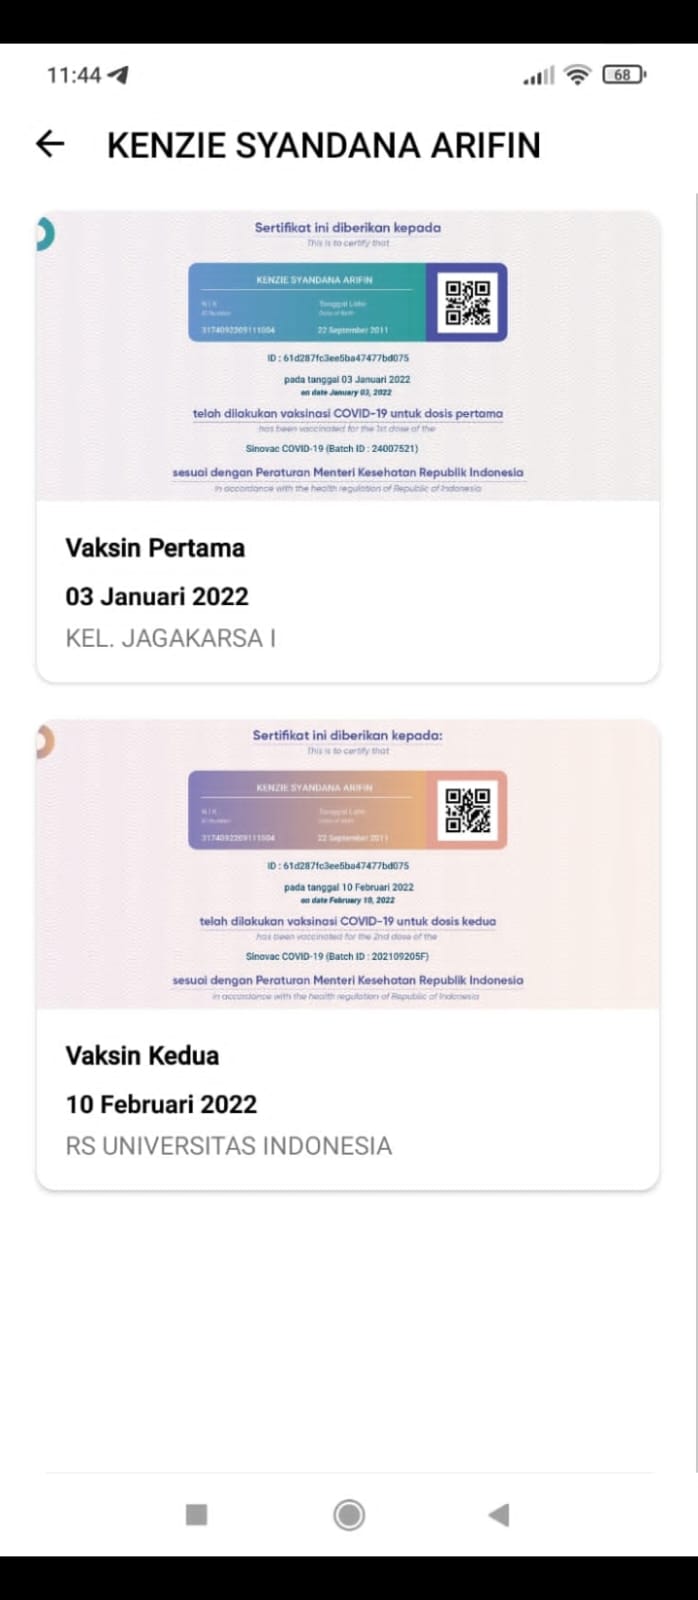 11:44
68
KENZIE SYANDANA ARIFIN
Sertifikat ini diberikan kepada
This is to certify that
KENZIE SYANDANA ARIFIN
N I K
Tanggal Lahir
ID Number
Date of Birth
3174092209111004
22 September 2011
ID : 61d287fc3ee5ba47477bd075
pada tanggal 03 Januari 2022
on date January 03, 2022
telah dilakukan vaksinasi COVID-19 untuk dosis pertama
has been vaccinated for the 1st dose of the
Sinovac COVID-19 (Batch ID : 24007521)
sesuai dengan Peraturan Menteri Kesehatan Republik Indonesia
in accordance with the health regulation of Republic of Indonesia
Vaksin Pertama
03 Januari 2022
KEL. JAGAKARSA I
Sertifikat ini diberikan kepada:
This is to certify that
KENZIE SYANDANA ARIFIN
N I K
Tanggal Lahir
ID Number
Date of Birth
3174092209111004
22 September 2011
ID : 61d287fc3ee5ba47477bd075
pada tanggal 10 Februari 2022
on date February 10, 2022
telah dilakukan vaksinasi COVID-19 untuk dosis kedua
has been vaccinated for the 2nd dose of the
Sinovac COVID-19 (Batch ID : 202109205F)
sesuai dengan Peraturan Menteri Kesehatan Republik Indonesia
in accordance with the health regulation of Republic of Indonesia
Vaksin Kedua
10 Februari 2022
RS UNIVERSITAS INDONESIA